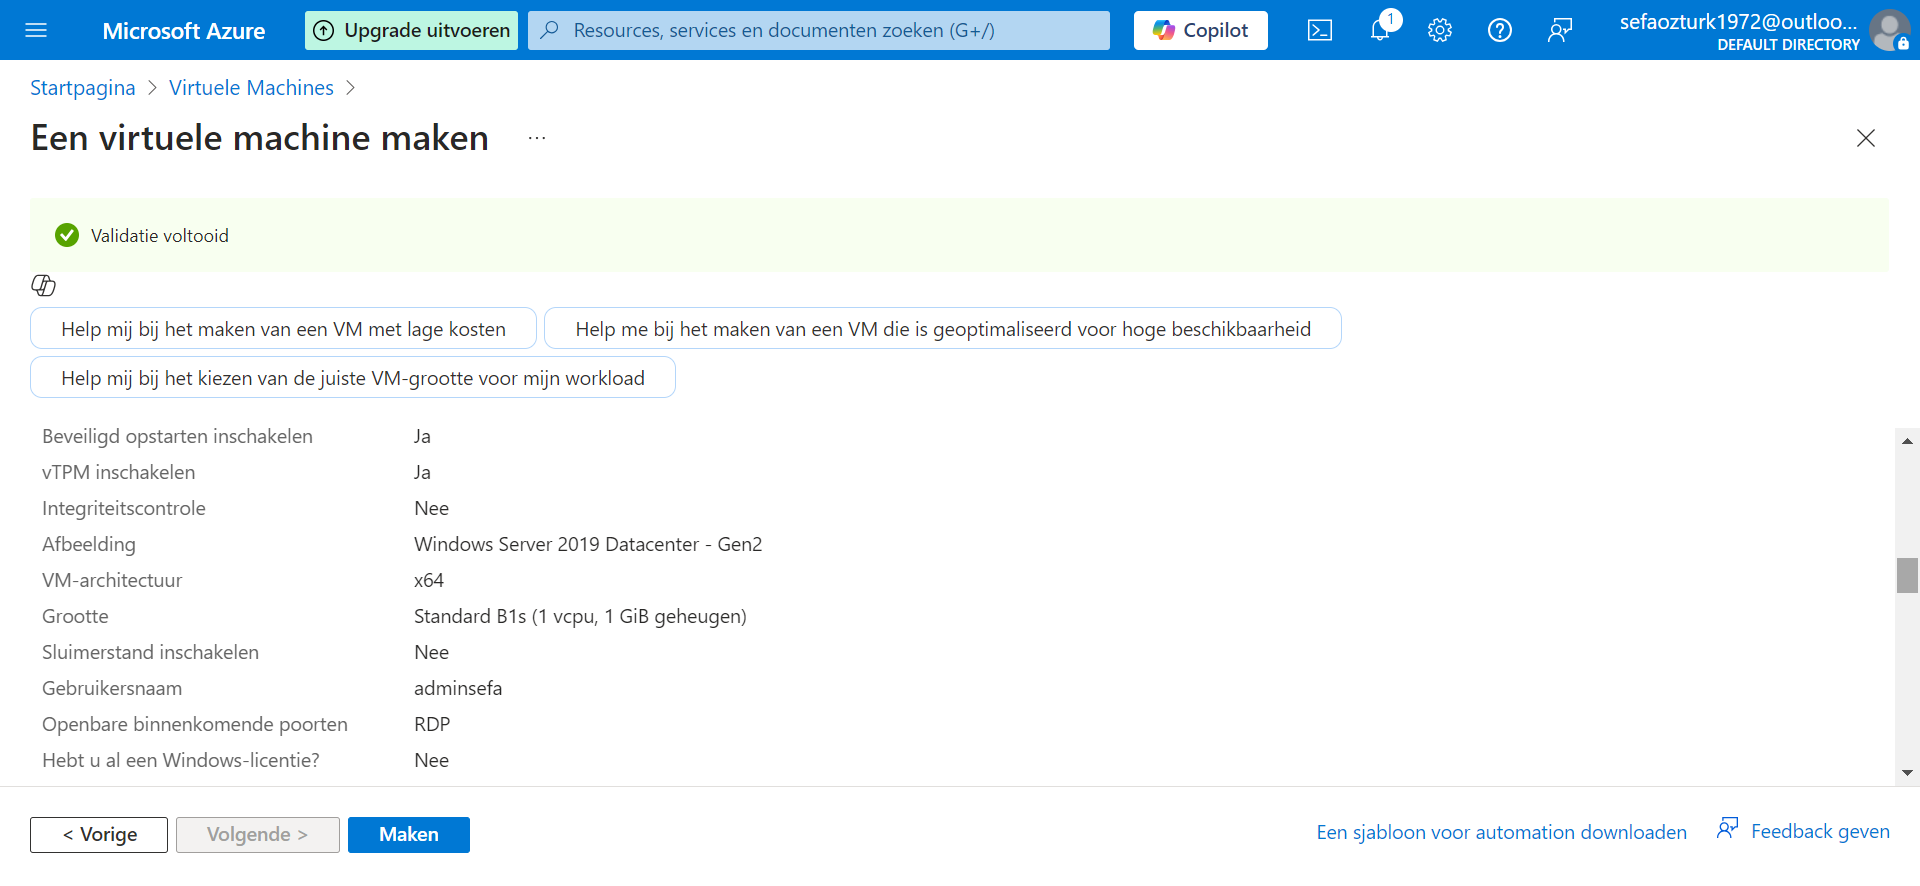 Microsoft Azure
Upgrade uitvoeren
Resources, services en documenten zoeken (G+/)
Copilot
1
sefaozturk1972@outloo...
DEFAULT DIRECTORY
Startpagina > Virtuele Machines >
Een virtuele machine maken ...
Validatie voltooid
Help mij bij het maken van een VM met lage kosten
Help me bij het maken van een VM die is geoptimaliseerd voor hoge beschikbaarheid
Help mij bij het kiezen van de juiste VM-grootte voor mijn workload
Beveiligd opstarten inschakelen Ja
vTPM inschakelen Ja
Integriteitscontrole Nee
Afbeelding Windows Server 2019 Datacenter - Gen2
VM-architectuur x64
Grootte Standard B1s (1 vcpu, 1 GiB geheugen)
Sluimerstand inschakelen Nee
Gebruikersnaam adminsefa
Openbare binnenkomende poorten RDP
Hebt u al een Windows-licentie? Nee
< Vorige
Volgende >
Maken
Een sjabloon voor automation downloaden
Feedback geven